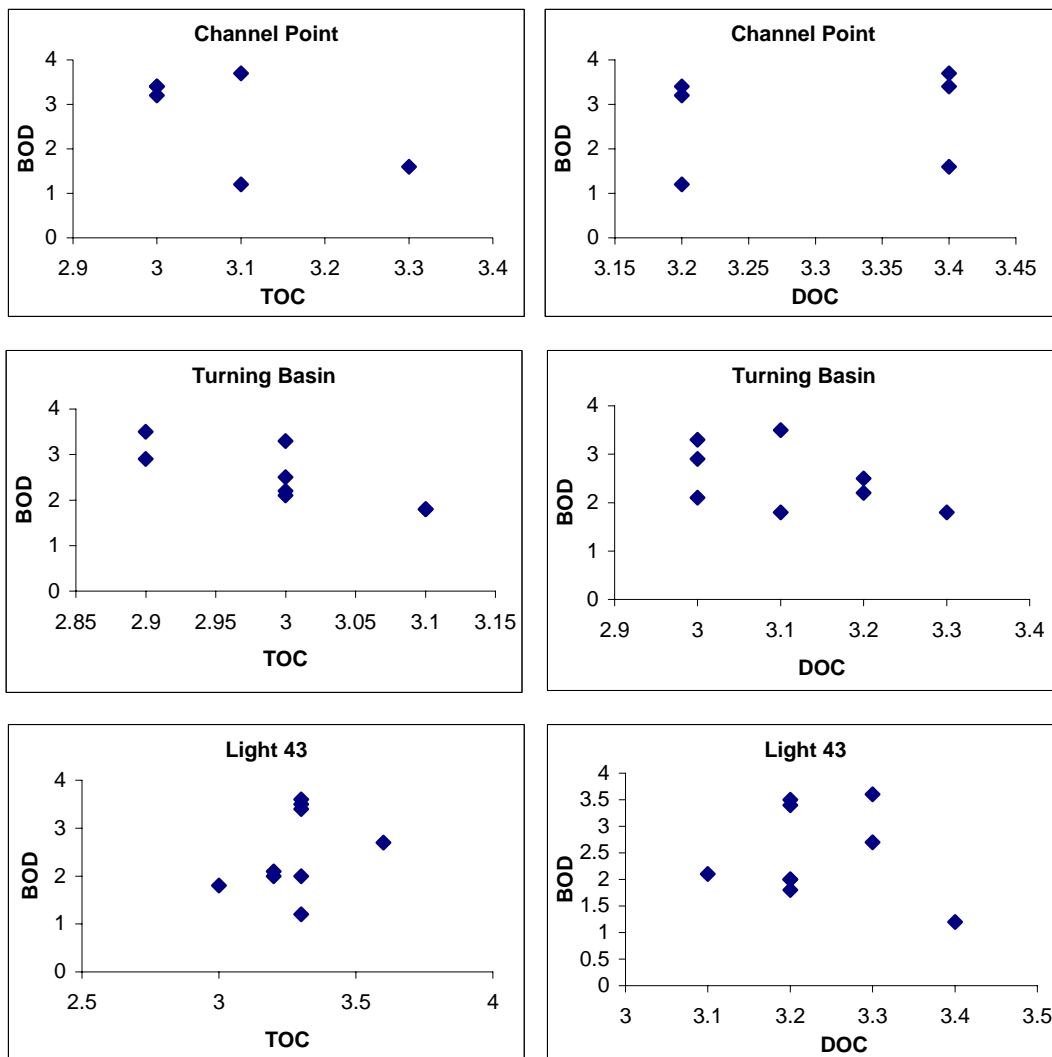 Channel Point
4
3
2
1
0
BOD
2.9 3 3.1 3.2 3.3 3.4
TOC
Channel Point
4
3
2
1
0
BOD
3.15 3.2 3.25 3.3 3.35 3.4 3.45
DOC
Turning Basin
4
3
2
1
0
BOD
2.85 2.9 2.95 3 3.05 3.1 3.15
TOC
Turning Basin
4
3
2
1
0
BOD
2.9 3 3.1 3.2 3.3 3.4
DOC
Light 43
4
3
2
1
0
BOD
2.5 3 3.5 4
TOC
Light 43
4
3.5
3
2.5
2
1.5
1
0.5
0
BOD
3 3.1 3.2 3.3 3.4 3.5
DOC